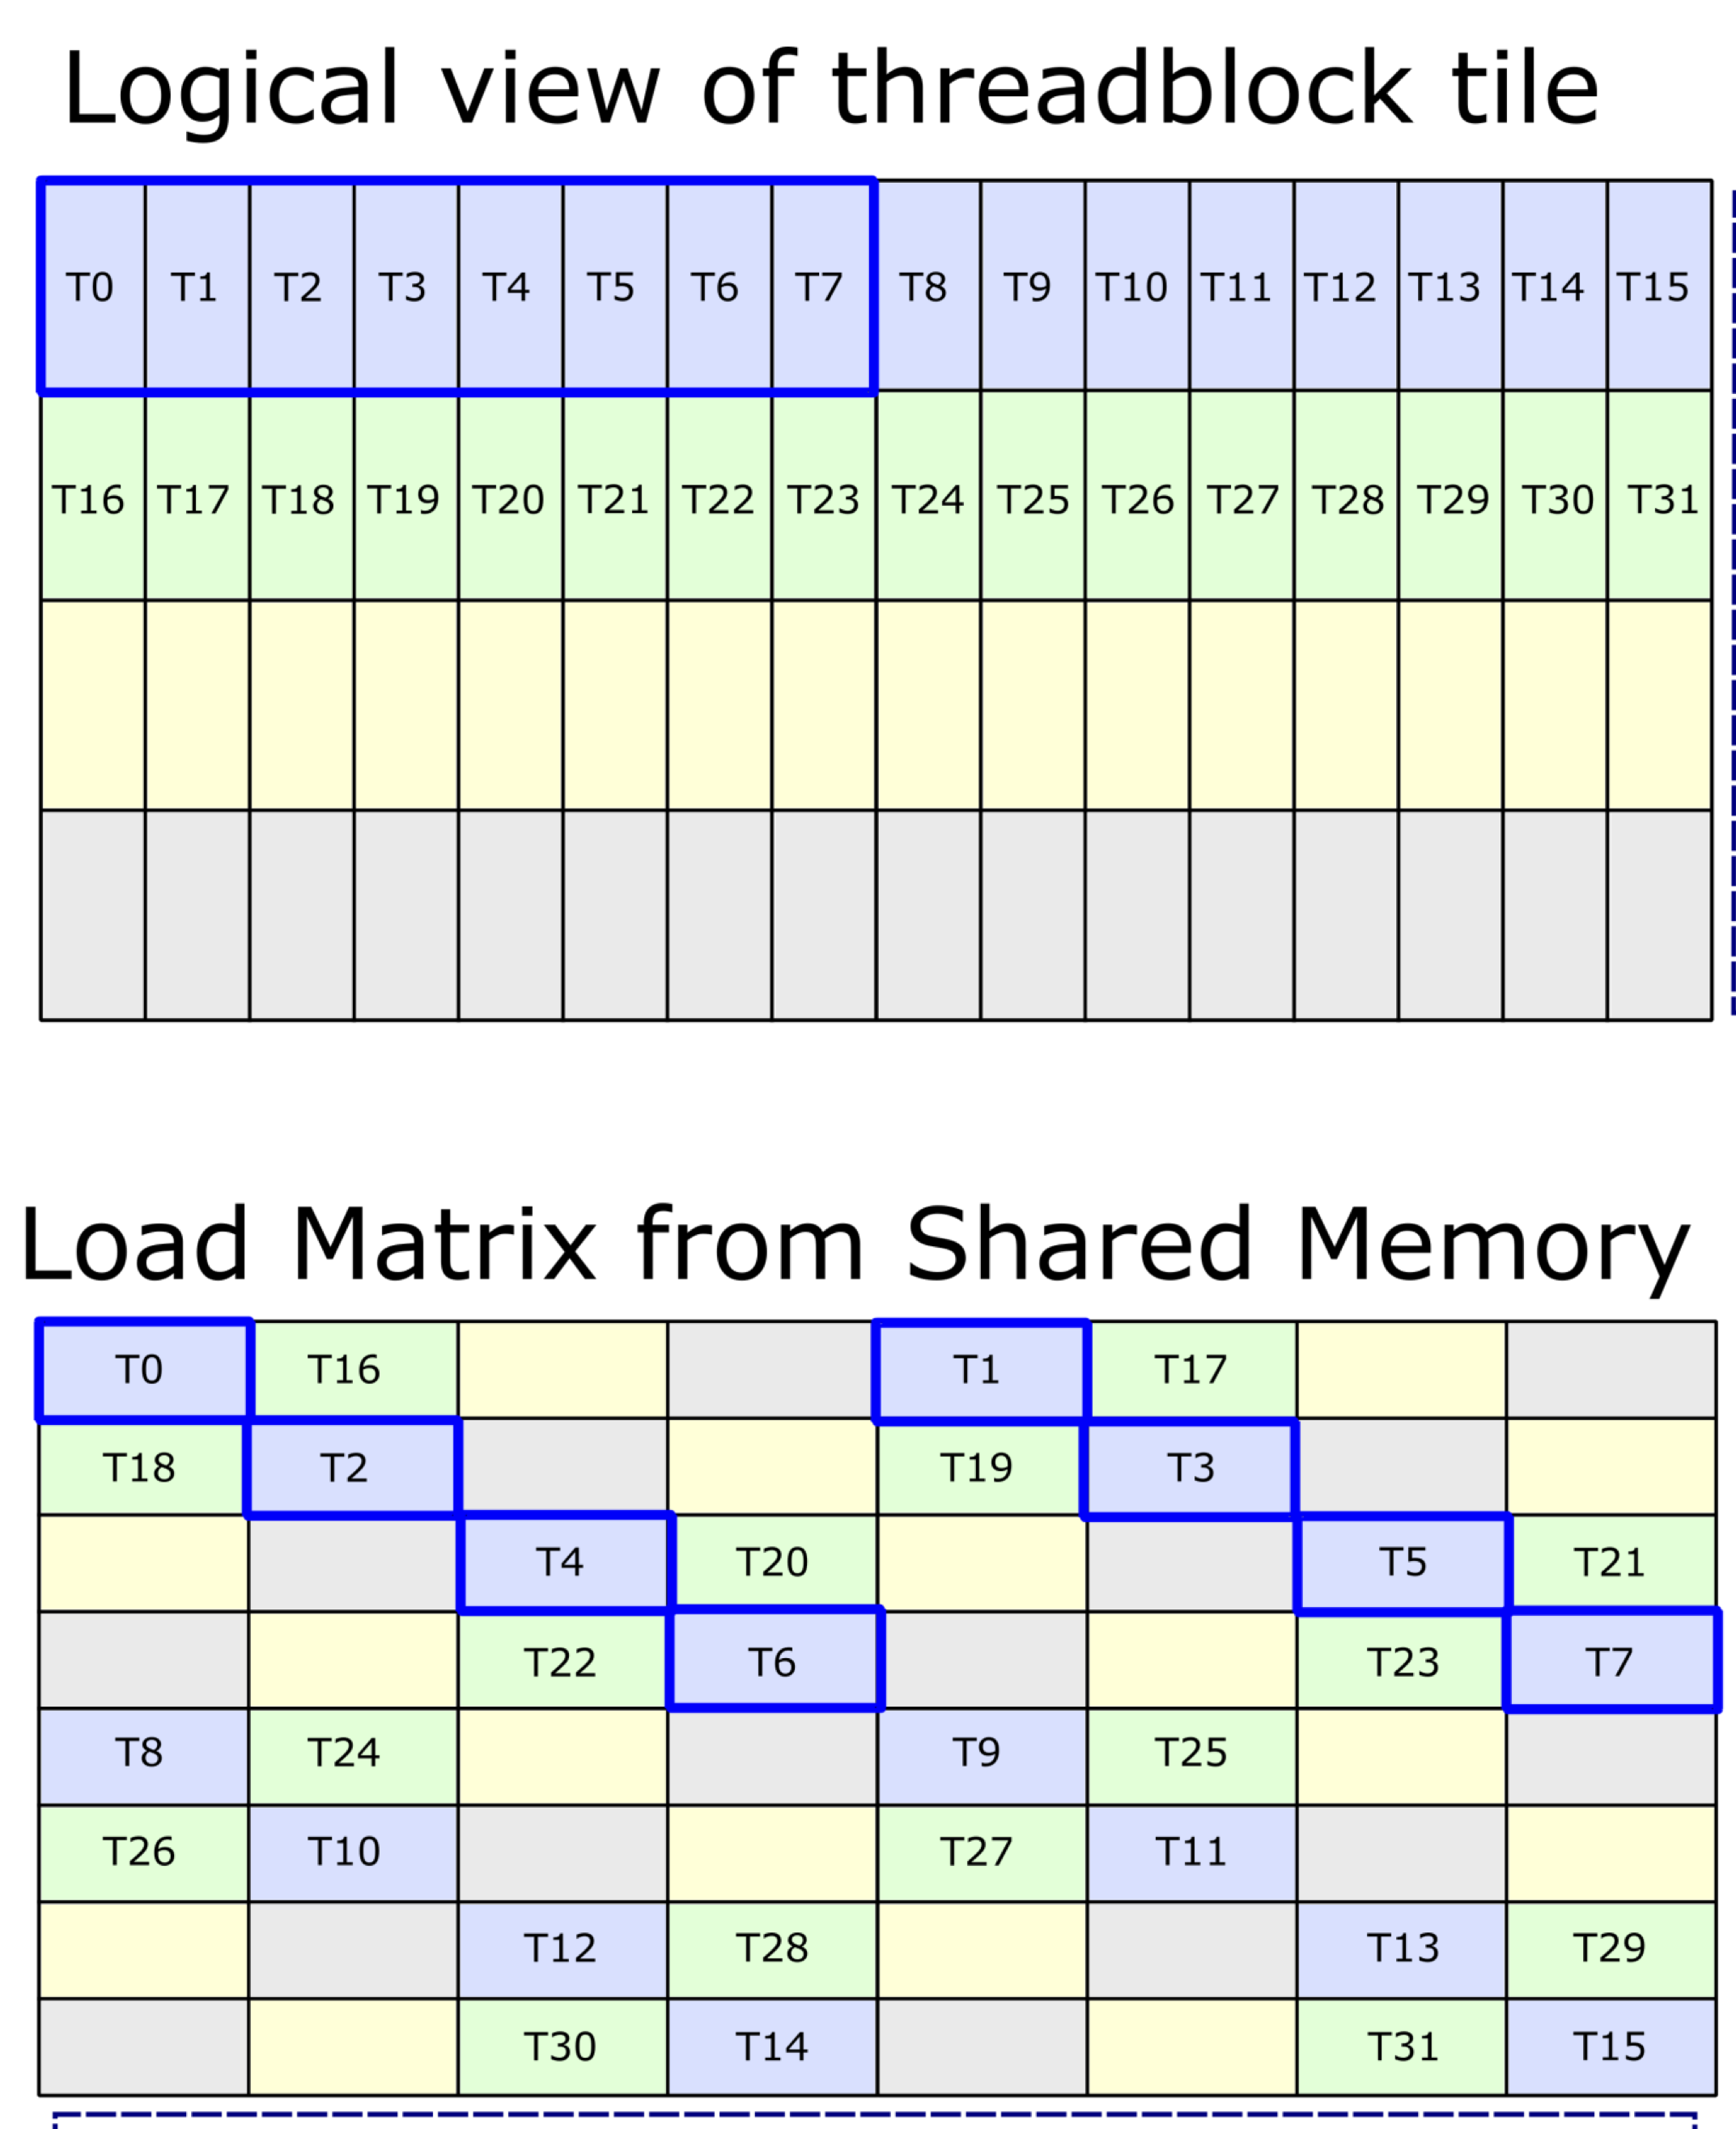 Logical view of threadblock tile
T0 T1 T2 T3 T4 T5 T6 T7 T8 T9 T10 T11 T12 T13 T14 T15
T16 T17 T18 T19 T20 T21 T22 T23 T24 T25 T26 T27 T28 T29 T30 T31
Load Matrix from Shared Memory
T0 T16 T1 T17
T18 T2 T19 T3
T4 T20 T5 T21
T22 T6 T23 T7
T8 T24 T9 T25
T26 T10 T27 T11
T12 T28 T13 T29
T30 T14 T31 T15